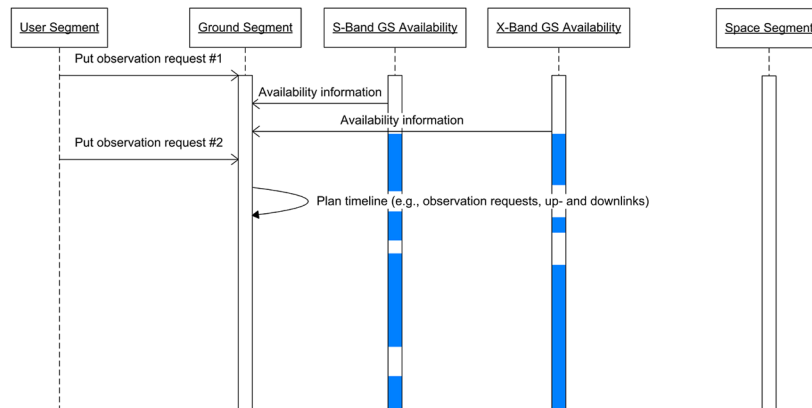 User Segment
Ground Segment
S-Band GS Availability
X-Band GS Availability
Space Segment
Put observation request #1
Availability information
Availability information
Put observation request #2
Plan timeline (e.g., observation requests, up- and downlinks)